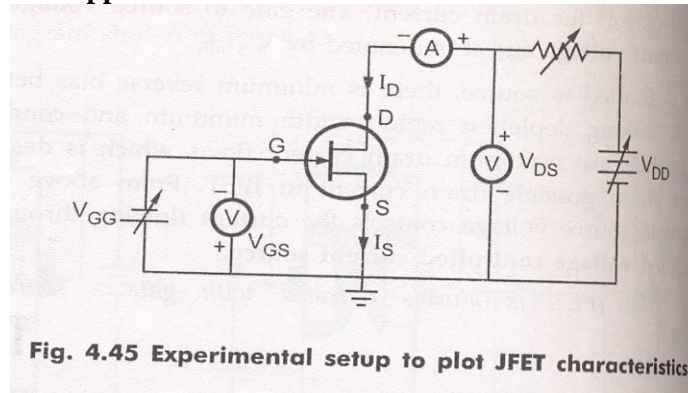 A
I_D
D
G
V
V_DS
V_DD
V_GG
V
V_GS
S
I_S
Fig. 4.45 Experimental setup to plot JFET characteristics